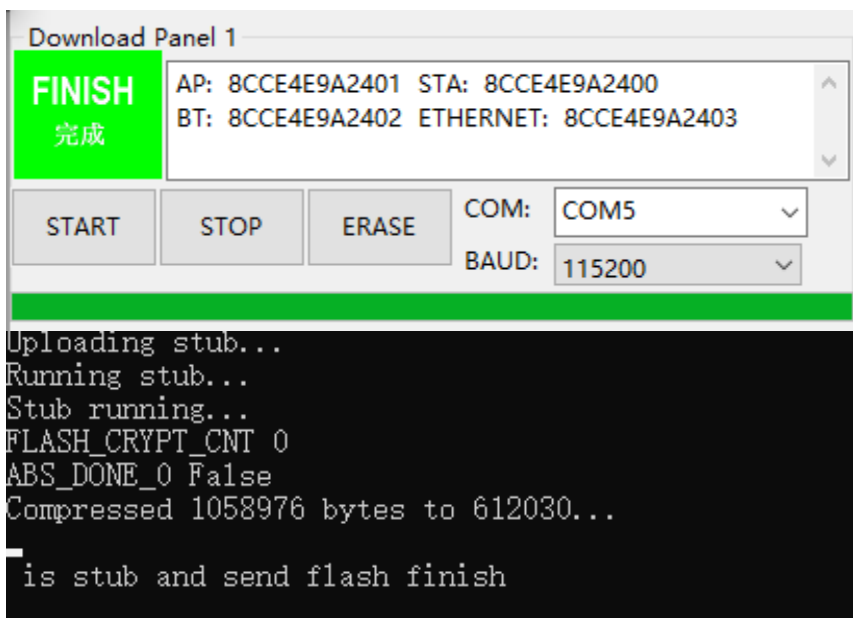 Download Panel 1
FINISH
完成
AP: 8CCE4E9A2401 STA: 8CCE4E9A2400
BT: 8CCE4E9A2402 ETHERNET: 8CCE4E9A2403
START
STOP
ERASE
COM:
COM5
BAUD:
115200
Uploading stub...
Running stub...
Stub running...
FLASH_CRYPT_CNT 0
ABS_DONE_0 False
Compressed 1058976 bytes to 612030...
is stub and send flash finish